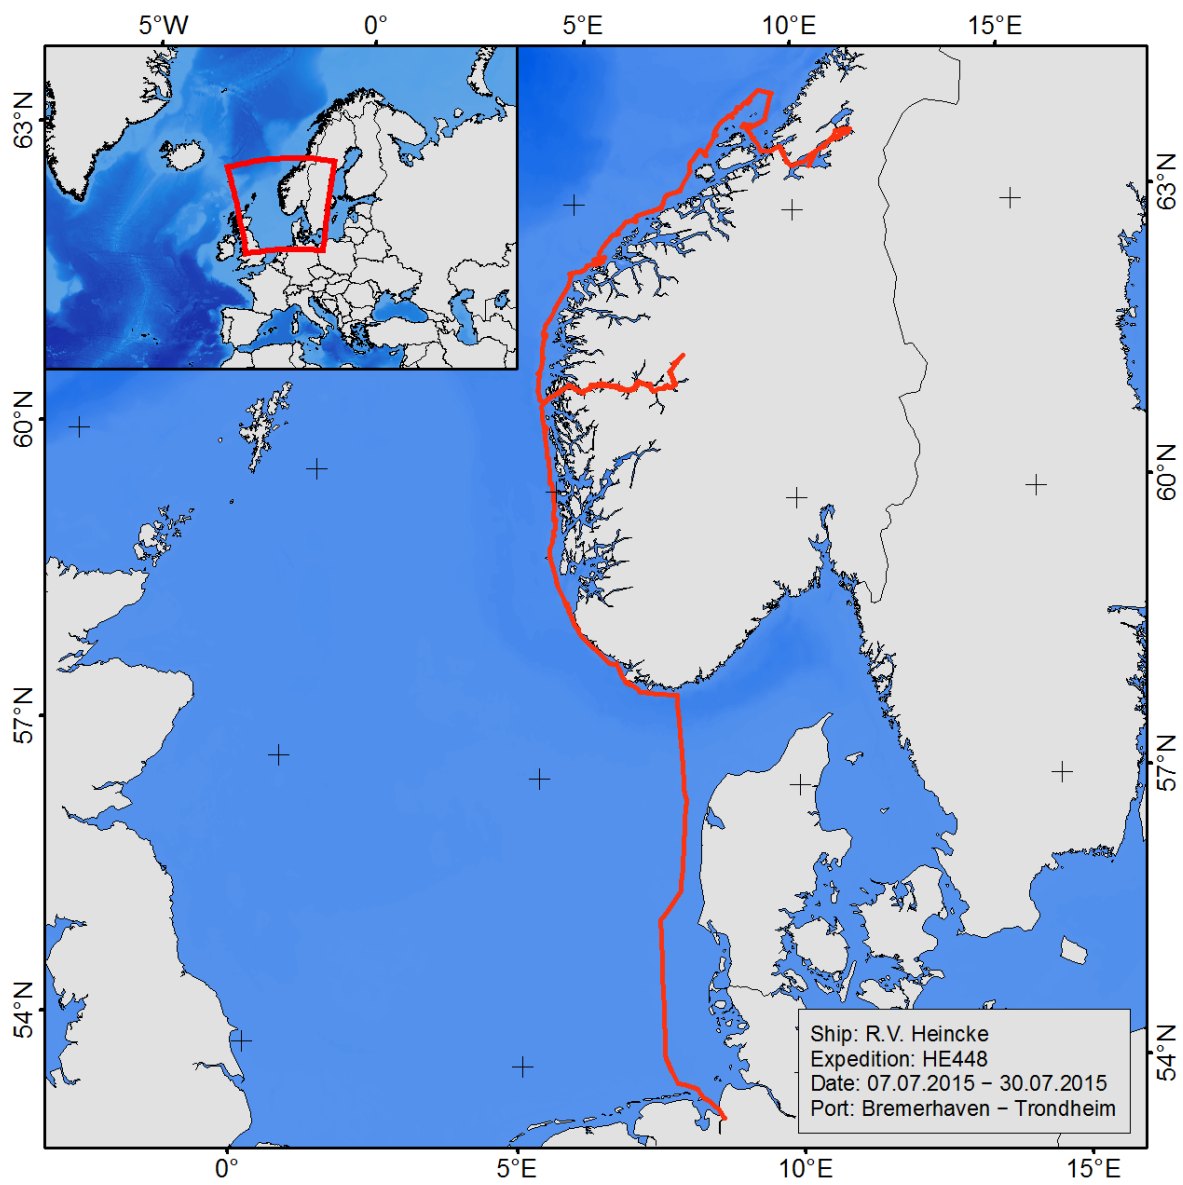 5°W 0° 5°E 10°E 15°E
63°N
63°N
60°N
60°N
57°N
57°N
54°N
54°N
Ship: R.V. Heincke
Expedition: HE448
Date: 07.07.2015 – 30.07.2015
Port: Bremerhaven – Trondheim
0° 5°E 10°E 15°E